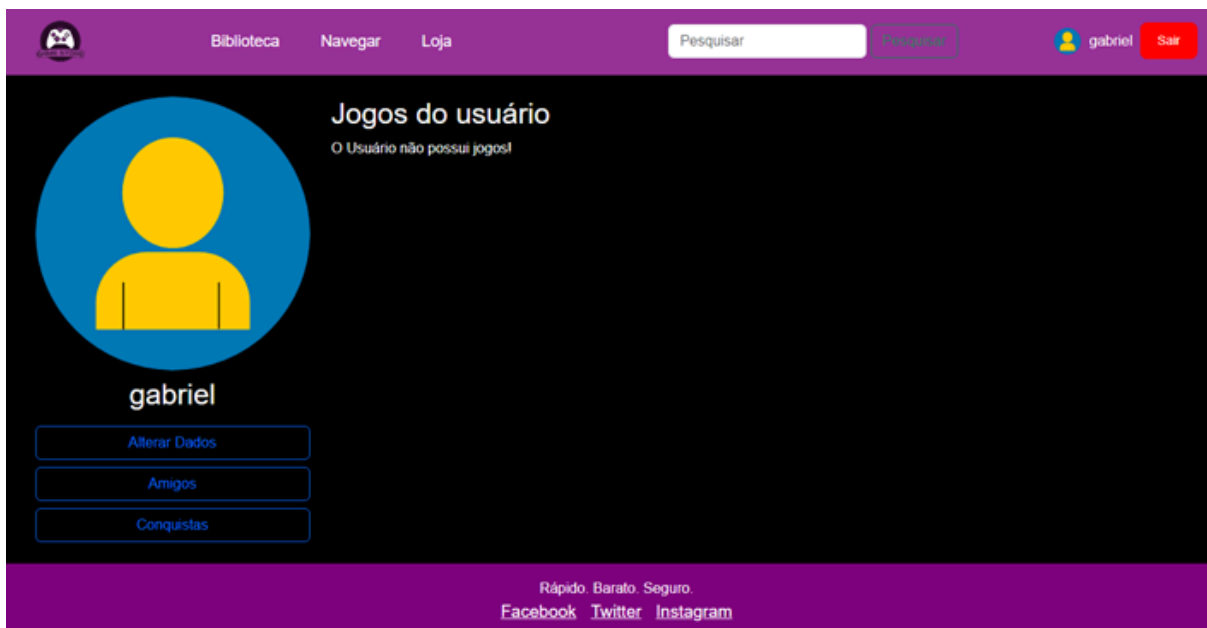 Biblioteca Navegar Loja Pesquisar Pesquisar gabriel Sair
Jogos do usuário
O Usuário não possui jogos!
gabriel
Alterar Dados
Amigos
Conquistas
Rápido. Barato. Seguro.
Facebook Twitter Instagram